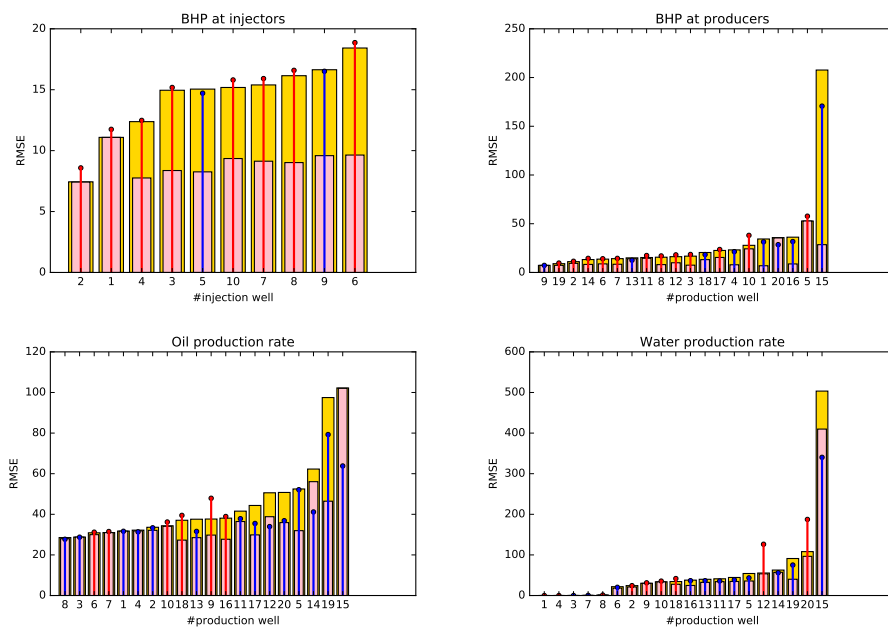 BHP at injectors
20
15
10
5
0
RMSE
2 1 4 3 5 10 7 8 9 6
#injection well
BHP at producers
250
200
150
100
50
0
RMSE
9 19 2 14 6 7 13 11 8 12 3 18 17 4 10 1 20 16 5 15
#production well
Oil production rate
120
100
80
60
40
20
0
RMSE
8 3 6 7 1 4 2 10 18 13 9 16 11 17 12 20 5 14 19 15
#production well
Water production rate
600
500
400
300
200
100
0
RMSE
1 4 3 7 8 6 2 9 10 18 16 13 11 17 5 12 14 19 20 15
#production well